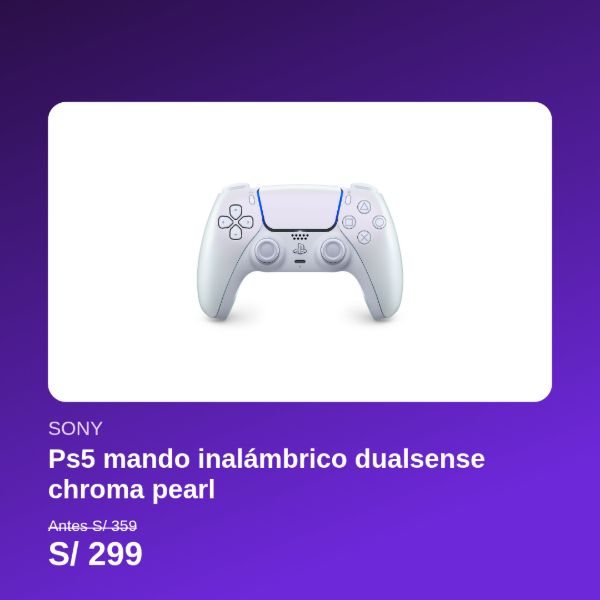 SONY
Ps5 mando inalámbrico dualsense
chroma pearl
Antes S/ 359
S/ 299